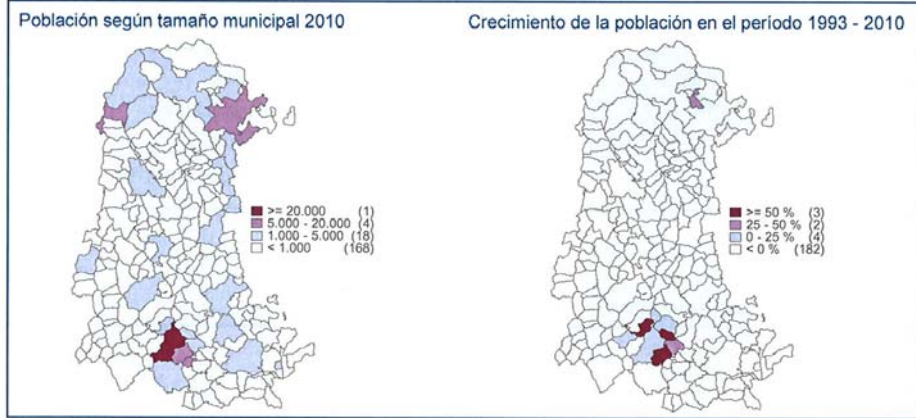 Población según tamaño municipal 2010
>= 20.000 (1)
5.000 - 20.000 (4)
1.000 - 5.000 (18)
< 1.000 (168)
Crecimiento de la población en el período 1993 - 2010
>= 50 % (3)
25 - 50 % (2)
0 - 25 % (4)
< 0 % (182)